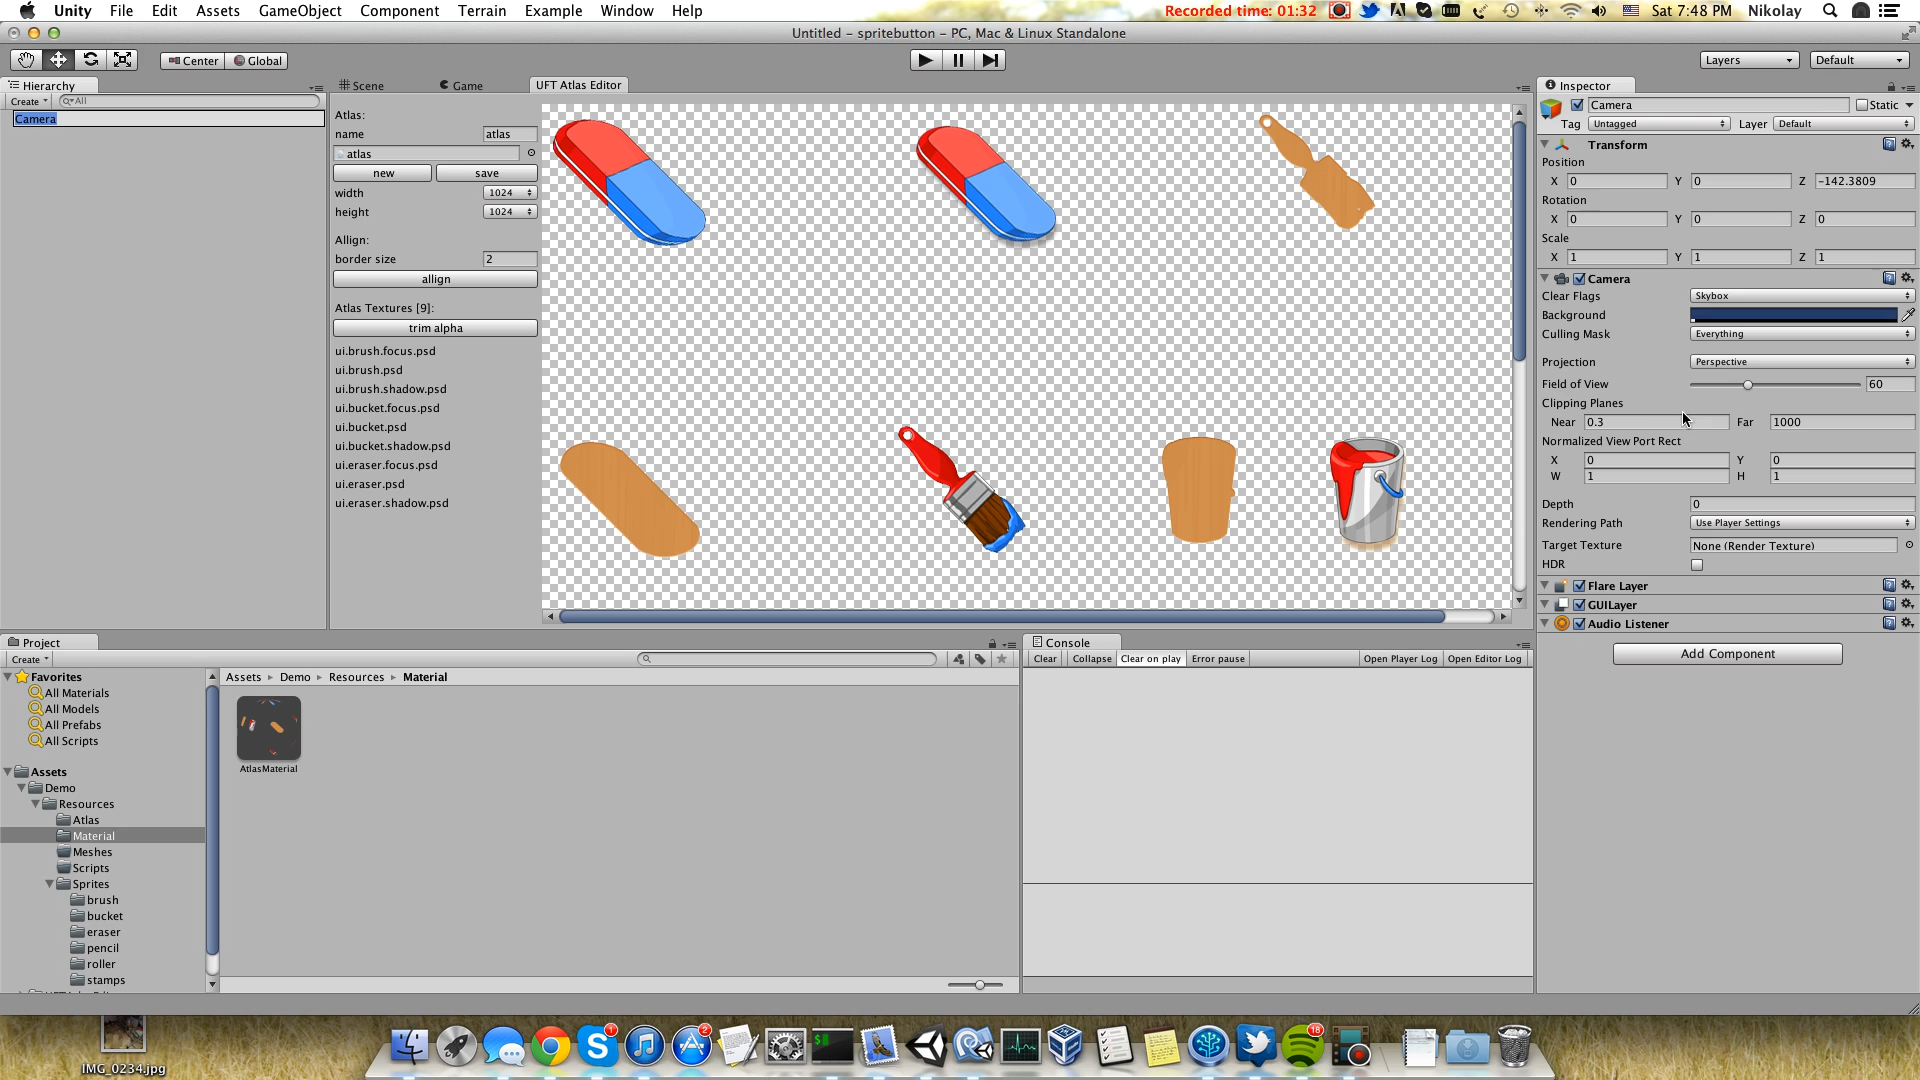 Unity File Edit Assets GameObject Component Terrain Example Window Help Recorded time: 01:32 Sat 7:48 PM Nikolay
Untitled – spritebutton – PC, Mac & Linux Standalone
Center Global Layers Default
Hierarchy
Create All
Camera
Scene Game UFT Atlas Editor
Atlas:
name atlas
atlas
new save
width 1024
height 1024
Allign:
border size 2
allign
Atlas Textures [9]:
trim alpha
ui.brush.focus.psd
ui.brush.psd
ui.brush.shadow.psd
ui.bucket.focus.psd
ui.bucket.psd
ui.bucket.shadow.psd
ui.eraser.focus.psd
ui.eraser.psd
ui.eraser.shadow.psd
Inspector
Camera Static
Tag Untagged Layer Default
Transform
Position
X 0 Y 0 Z -142.3809
Rotation
X 0 Y 0 Z 0
Scale
X 1 Y 1 Z 1
Camera
Clear Flags Skybox
Background
Culling Mask Everything
Projection Perspective
Field of View 60
Clipping Planes
Near 0.3 Far 1000
Normalized View Port Rect
X 0 Y 0
W 1 H 1
Depth 0
Rendering Path Use Player Settings
Target Texture None (Render Texture)
HDR
Flare Layer
GUILayer
Audio Listener
Add Component
Project
Create
Favorites
All Materials
All Models
All Prefabs
All Scripts
Assets
Demo
Resources
Atlas
Material
Meshes
Scripts
Sprites
brush
bucket
eraser
pencil
roller
stamps
Assets Demo Resources Material
AtlasMaterial
Console
Clear Collapse Clear on play Error pause Open Player Log Open Editor Log
1 2 18
IMG_0234.jpg